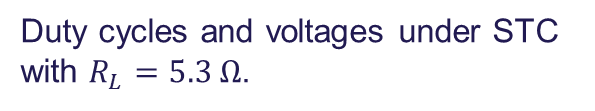 Duty cycles and voltages under STC
with R_L = 5.3 Ω.